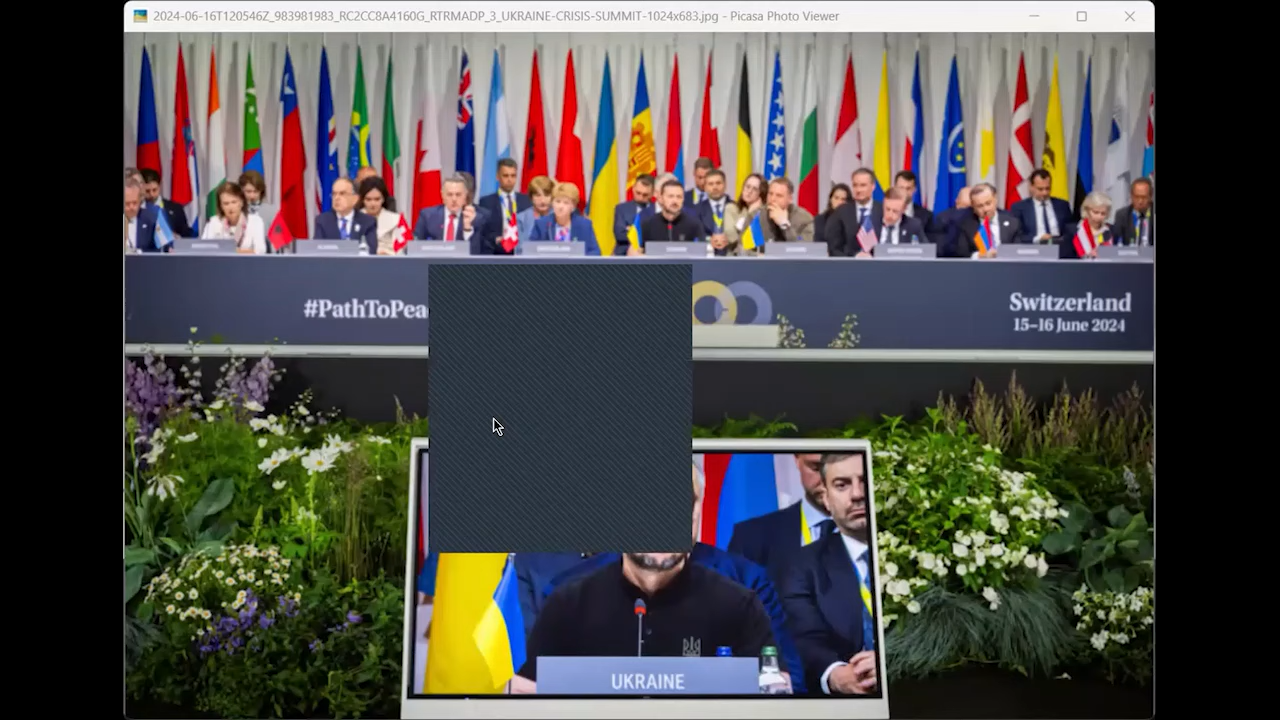 2024-06-16T120546Z_983981983_RC2CC8A4160G_RTRMADP_3_UKRAINE-CRISIS-SUMMIT-1024x683.jpg - Picasa Photo Viewer
#PathToPea
Switzerland
15–16 June 2024
UKRAINE